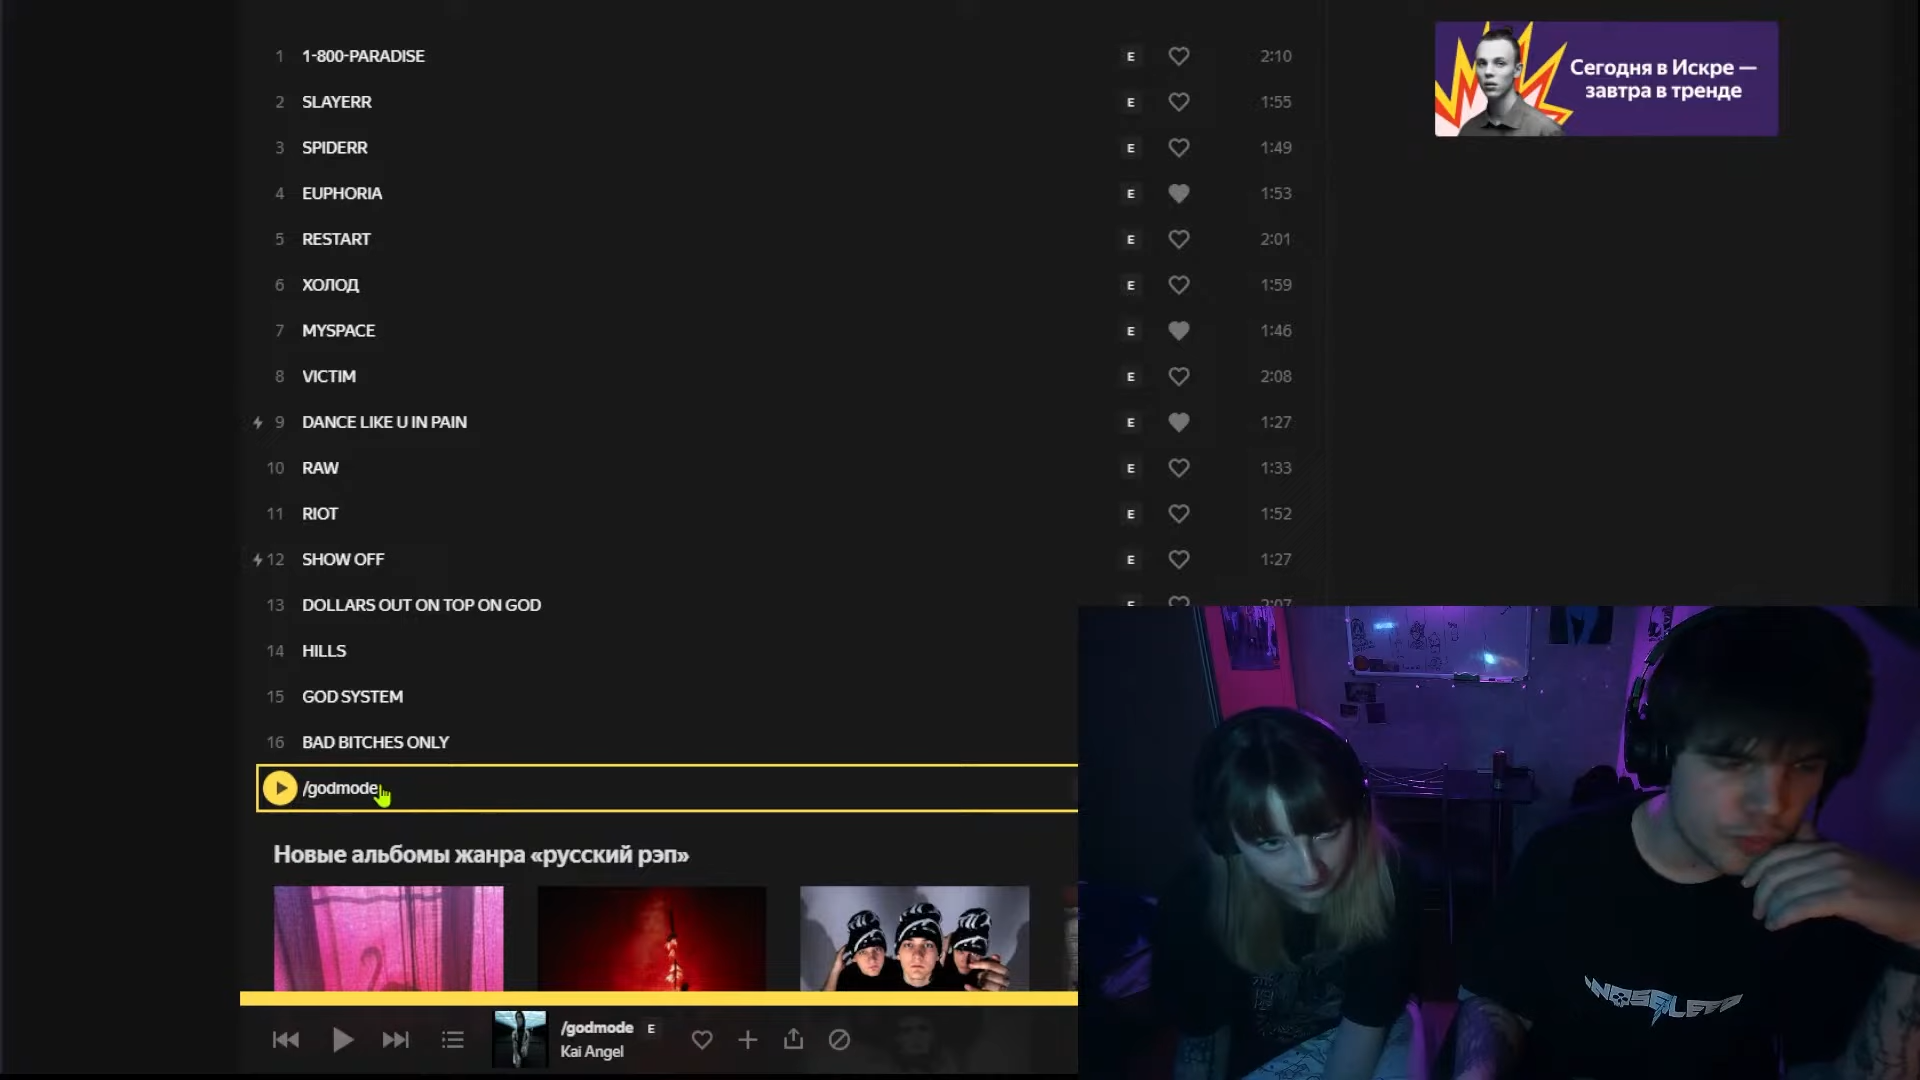 1 1-800-PARADISE E 2:10
2 SLAYERR E 1:55
3 SPIDERR E 1:49
4 EUPHORIA E 1:53
5 RESTART E 2:01
6 ХОЛОД E 1:59
7 MYSPACE E 1:46
8 VICTIM E 2:08
9 DANCE LIKE U IN PAIN E 1:27
10 RAW E 1:33
11 RIOT E 1:52
12 SHOW OFF E 1:27
13 DOLLARS OUT ON TOP ON GOD E 2:07
14 HILLS
15 GOD SYSTEM
16 BAD BITCHES ONLY
/godmode
Новые альбомы жанра «русский рэп»
/godmode E
Kai Angel
Сегодня в Искре —
завтра в тренде